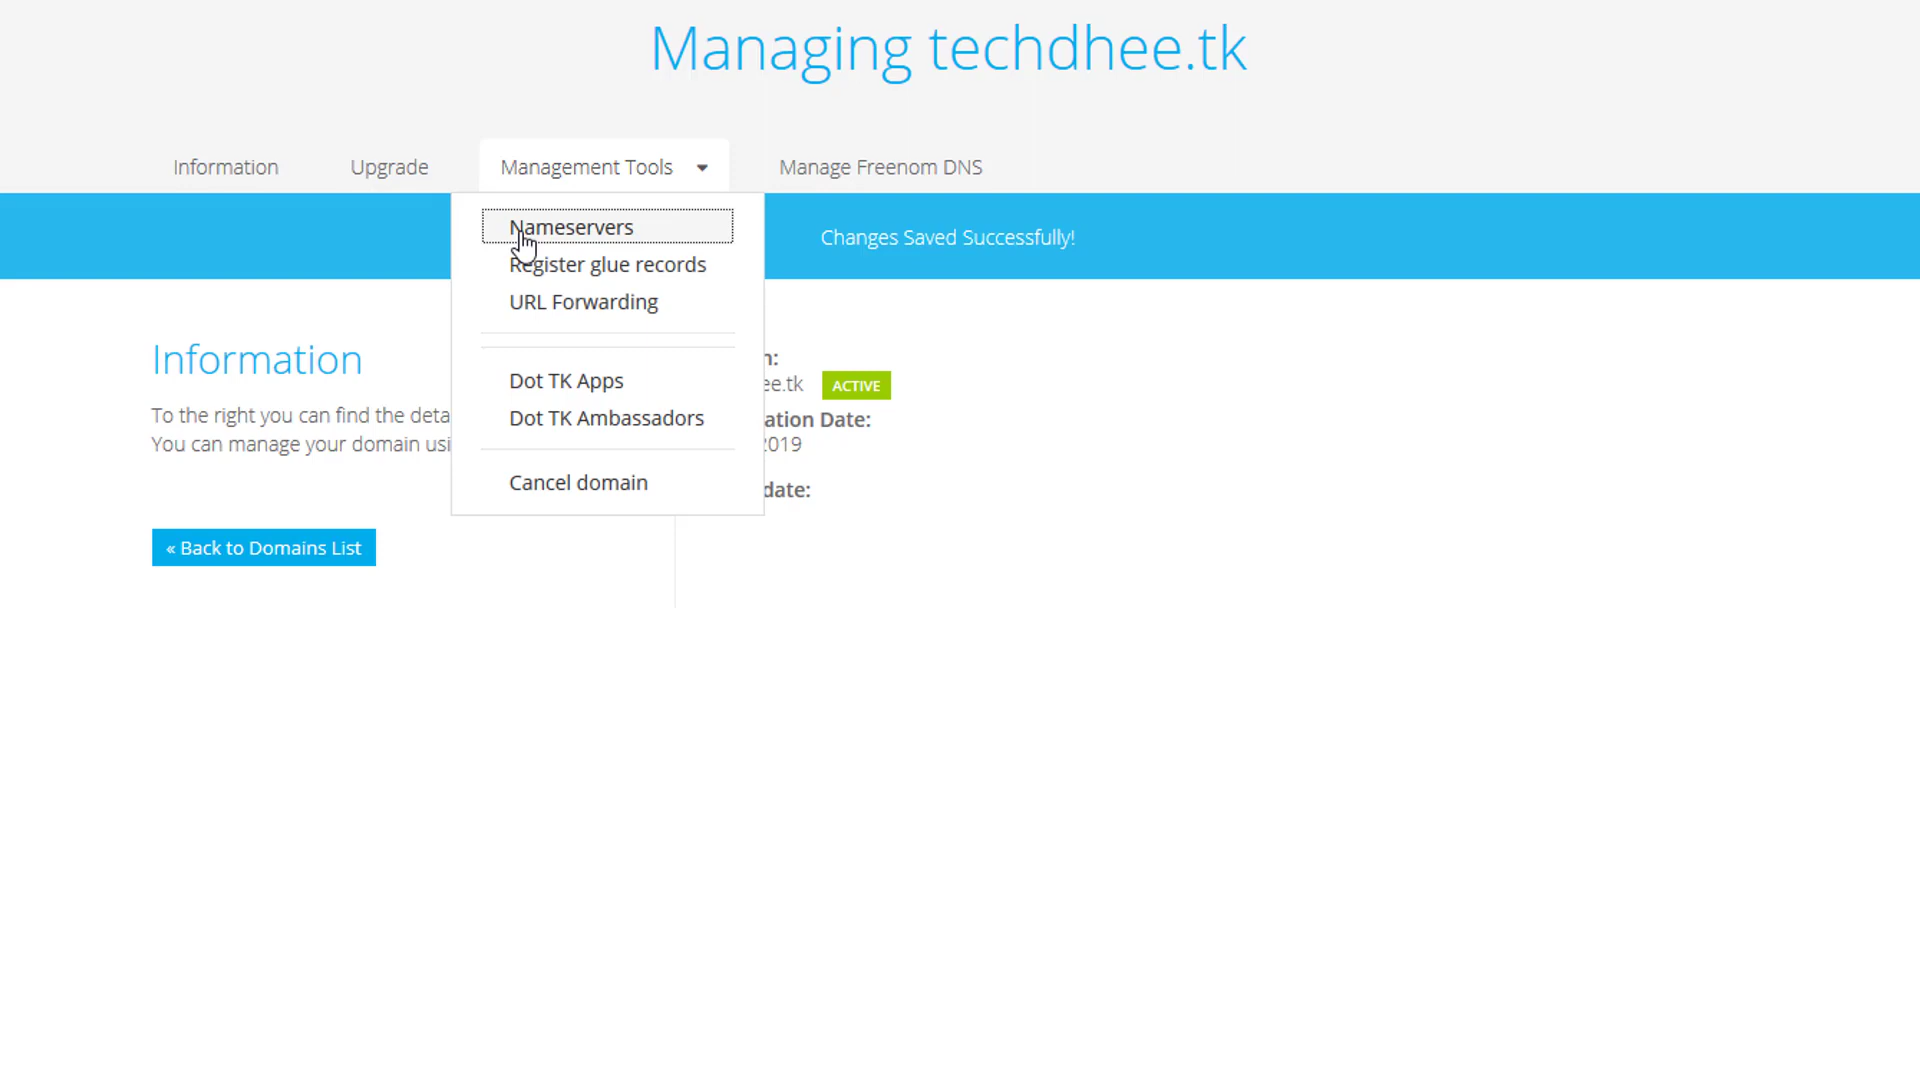 Managing techdhee.tk
Information
Upgrade
Management Tools
Manage Freenom DNS
Nameservers
Register glue records
URL Forwarding
Dot TK Apps
Dot TK Ambassadors
Cancel domain
Changes Saved Successfully!
Information
To the right you can find the deta
You can manage your domain usi
« Back to Domains List
n:
ee.tk ACTIVE
ation Date:
2019
date: